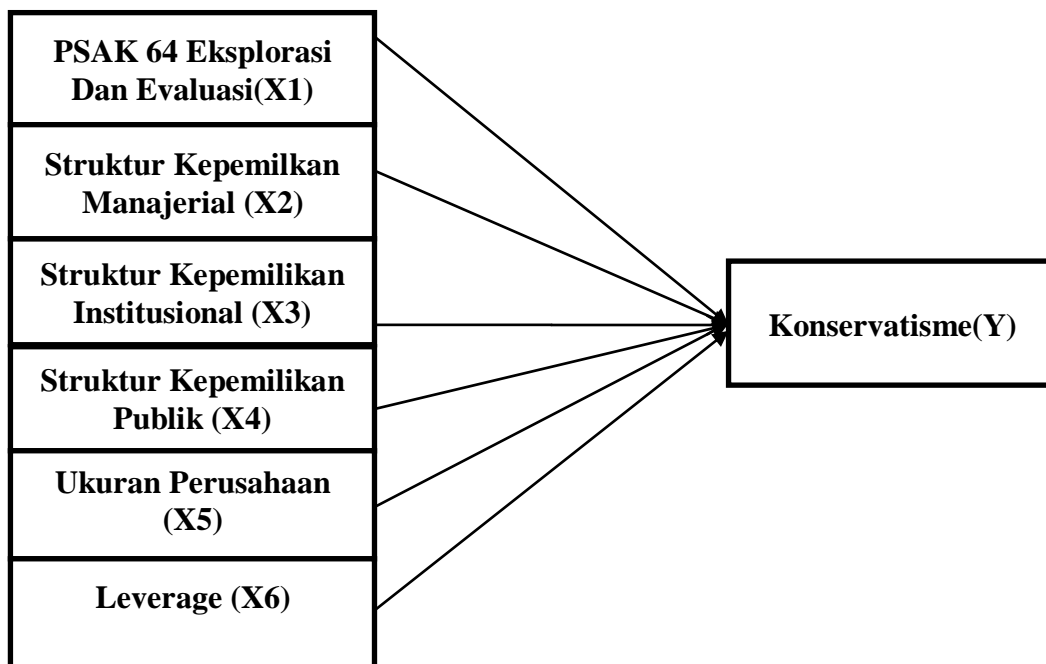 PSAK 64 Eksplorasi
Dan Evaluasi(X1)
Struktur Kepemilkan
Manajerial (X2)
Struktur Kepemilikan
Institusional (X3)
Struktur Kepemilikan
Publik (X4)
Ukuran Perusahaan
(X5)
Leverage (X6)
Konservatisme(Y)